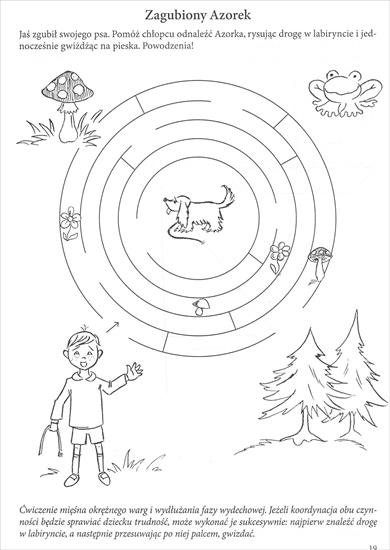 Zagubiony Azorek
Jaś zgubił swojego psa. Pomóż chłopcu odnaleźć Azorka, rysując drogę w labiryncie i jed-
nocześnie gwiżdżąc na pieska. Powodzenia!
Ćwiczenie mięśna okrężnego warg i wydłużania fazy wydechowej. Jeżeli koordynacja obu czyn-
ności będzie sprawiać dziecku trudność, może wykonać je sukcesywnie: najpierw znaleźć drogę
w labiryncie, a następnie przesuwając po niej palcem, gwizdać.
19